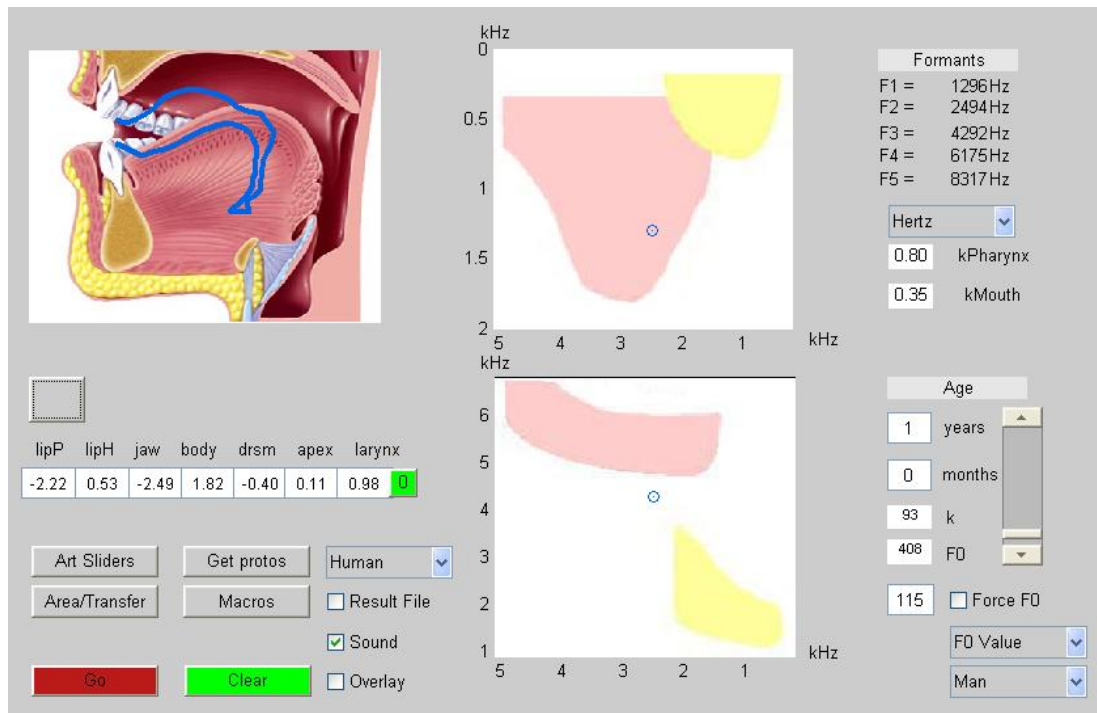 kHz
0
0.5
1
1.5
2
5 4 3 2 1 kHz
Formants
F1 = 1296Hz
F2 = 2494Hz
F3 = 4292Hz
F4 = 6175Hz
F5 = 8317Hz
Hertz
0.80 kPharynx
0.35 kMouth
lipP lipH jaw body drsm apex larynx
-2.22 0.53 -2.49 1.82 -0.40 0.11 0.98 0
Art Sliders Get protos Human
Area/Transfer Macros Result File
Sound
Go Clear Overlay
kHz
6
5
4
3
2
1
5 4 3 2 1 kHz
Age
1 years
0 months
93 k
408 F0
115 Force F0
F0 Value
Man